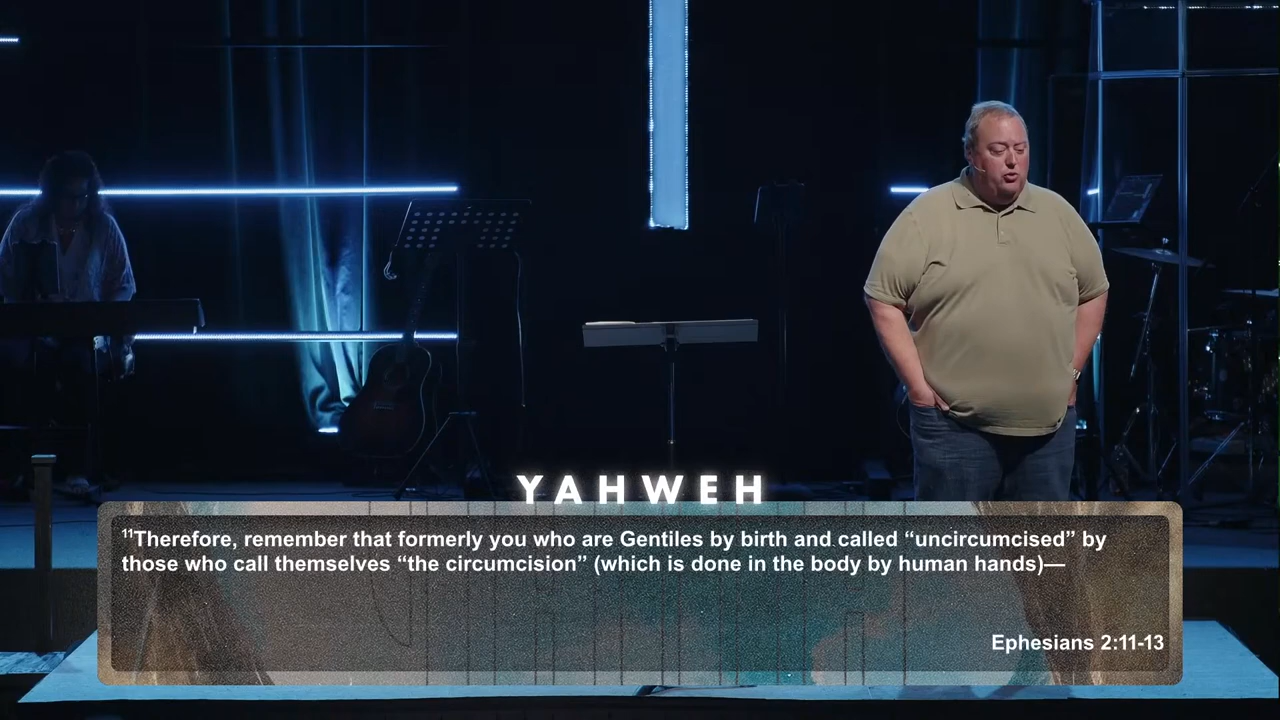 YAHWEH
¹¹Therefore, remember that formerly you who are Gentiles by birth and called “uncircumcised” by
those who call themselves “the circumcision” (which is done in the body by human hands)—
Ephesians 2:11-13